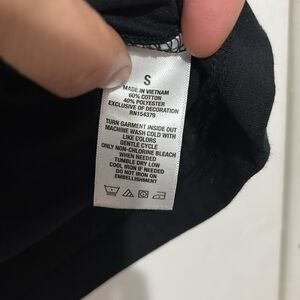 S
MADE IN VIETNAM
60% COTTON
40% POLYESTER
EXCLUSIVE OF DECORATION
RN154379
TURN GARMENT INSIDE OUT
MACHINE WASH COLD WITH
LIKE COLORS
GENTLE CYCLE
ONLY NON-CHLORINE BLEACH
WHEN NEEDED
TUMBLE DRY LOW
COOL IRON IF NEEDED
DO NOT IRON ON
EMBELLISHMENT